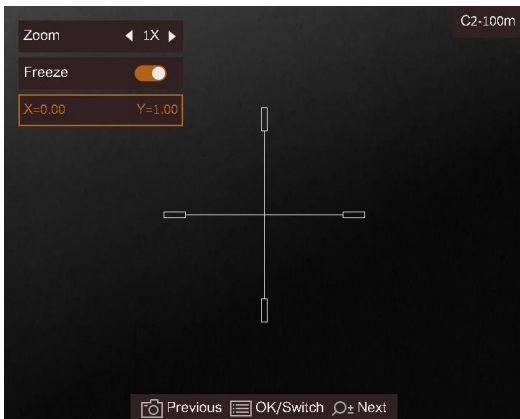 C2-100m
Zoom 1X
Freeze
X=0.00 Y=1.00
Previous OK/Switch Next